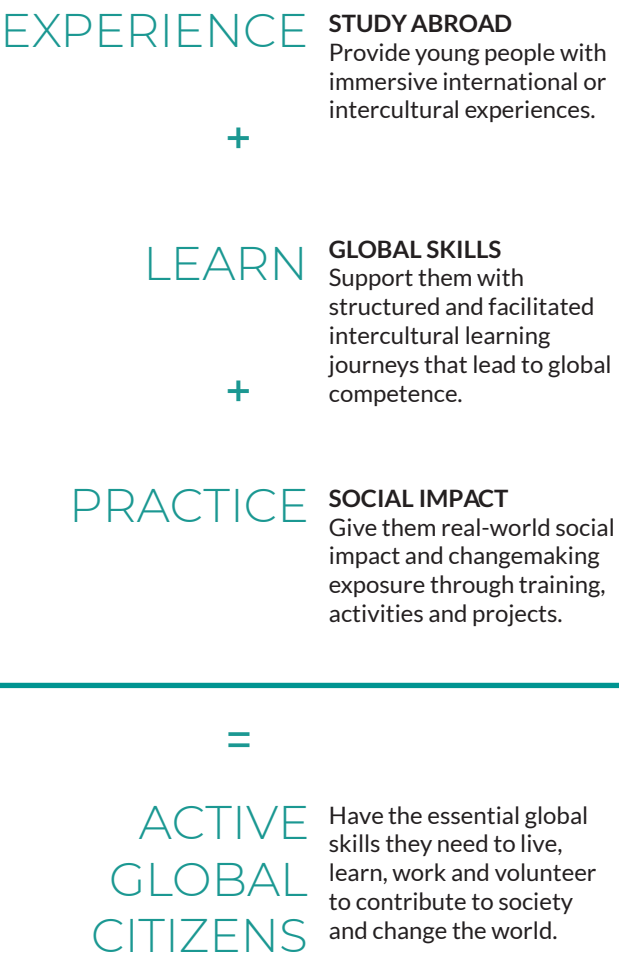 EXPERIENCE
STUDY ABROAD
Provide young people with
immersive international or
intercultural experiences.
+
LEARN
GLOBAL SKILLS
Support them with
structured and facilitated
intercultural learning
journeys that lead to global
competence.
+
PRACTICE
SOCIAL IMPACT
Give them real-world social
impact and changemaking
exposure through training,
activities and projects.
=
ACTIVE
GLOBAL
CITIZENS
Have the essential global
skills they need to live,
learn, work and volunteer
to contribute to society
and change the world.